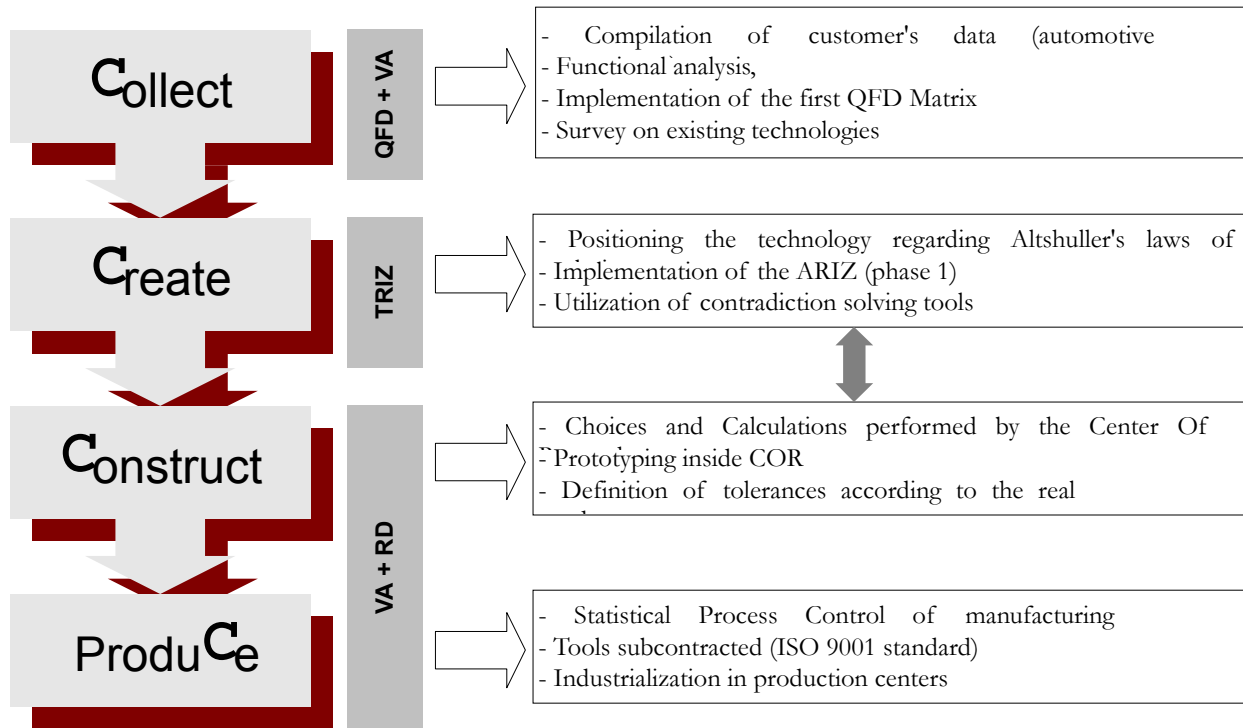 Collect
QFD + VA
- Compilation of customer's data (automotive
- Functional analysis,
- Implementation of the first QFD Matrix
- Survey on existing technologies
Create
TRIZ
- Positioning the technology regarding Altshuller's laws of
- Implementation of the ARIZ (phase 1)
- Utilization of contradiction solving tools
Construct
VA + RD
- Choices and Calculations performed by the Center Of
- Prototyping inside COR
- Definition of tolerances according to the real
ProduCe
- Statistical Process Control of manufacturing
- Tools subcontracted (ISO 9001 standard)
- Industrialization in production centers